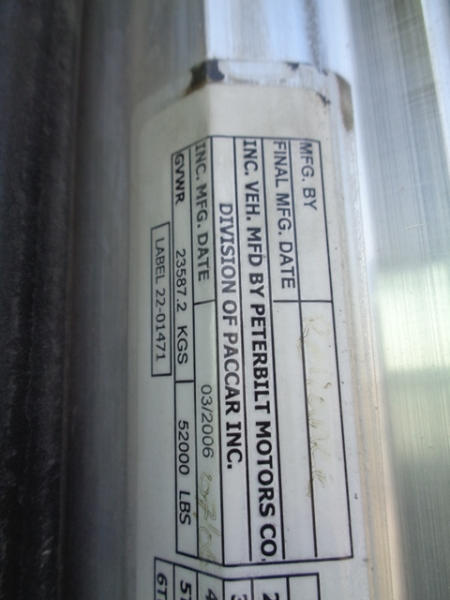 MFG. BY
FINAL MFG. DATE
INC. VEH. MFD BY PETERBILT MOTORS CO,
DIVISION OF PACCAR INC.
INC. MFG. DATE 03/2006
GVWR 23587.2 KGS 52000 LBS
LABEL 22-01471